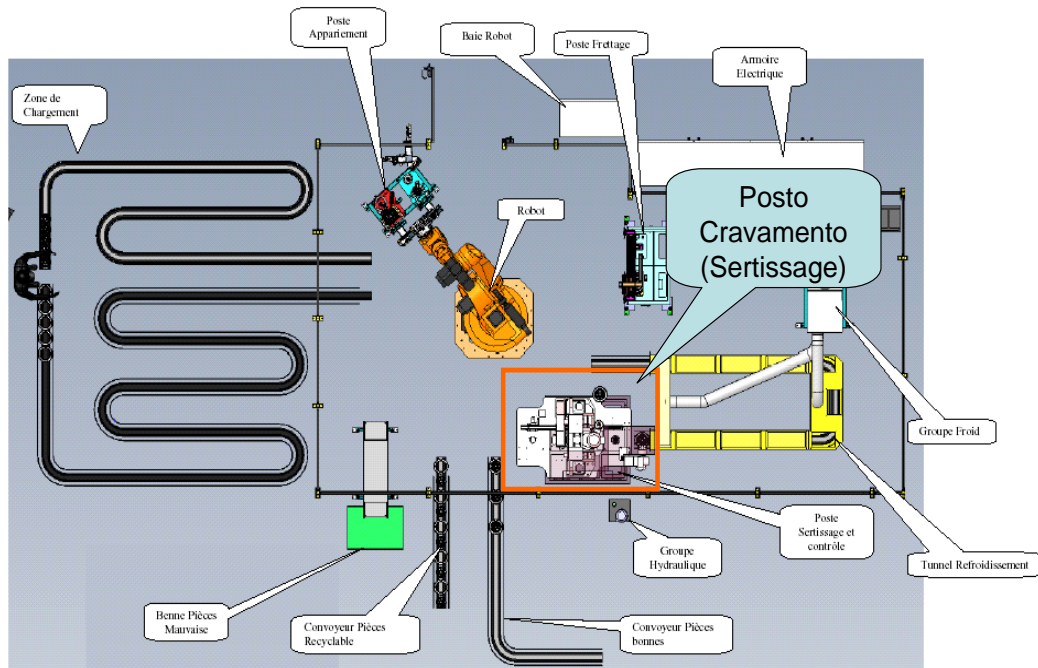 Poste
Appariement
Baie Robot
Poste Frettage
Armoire
Electrique
Zone de
Chargement
Posto
Cravamento
(Sertissage)
Robot
Groupe Froid
Poste
Sertissage et
contrôle
Groupe
Hydraulique
Tunnel Refroidissement
Benne Pièces
Mauvaise
Convoyeur Pièces
Recyclable
Convoyeur Pièces
bonnes